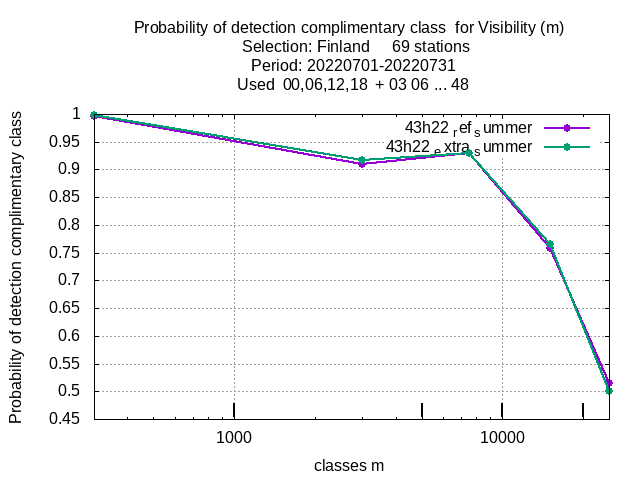 Probability of detection complimentary class  for Visibility (m)
Selection: Finland     69 stations
Period: 20220701-20220731
Used  00,06,12,18  + 03 06 ... 48
43h22 ref summer
43h22 extra summer
1
0.95
0.9
0.85
0.8
0.75
0.7
0.65
0.6
0.55
0.5
0.45
Probability of detection complimentary class
1000
10000
classes m